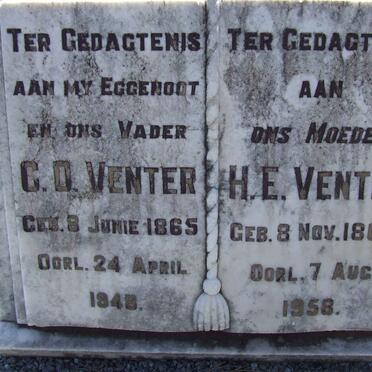 Ter Gedagtenis
aan my Eggenoot
en ons Vader
C. D. Venter
Geb. 8 Junie 1865
Oorl. 24 April
1948.
Ter Gedagt
aan
ons Moede
H. E. Vent
Geb. 8 Nov. 18
Oorl. 7 Aug
1958.